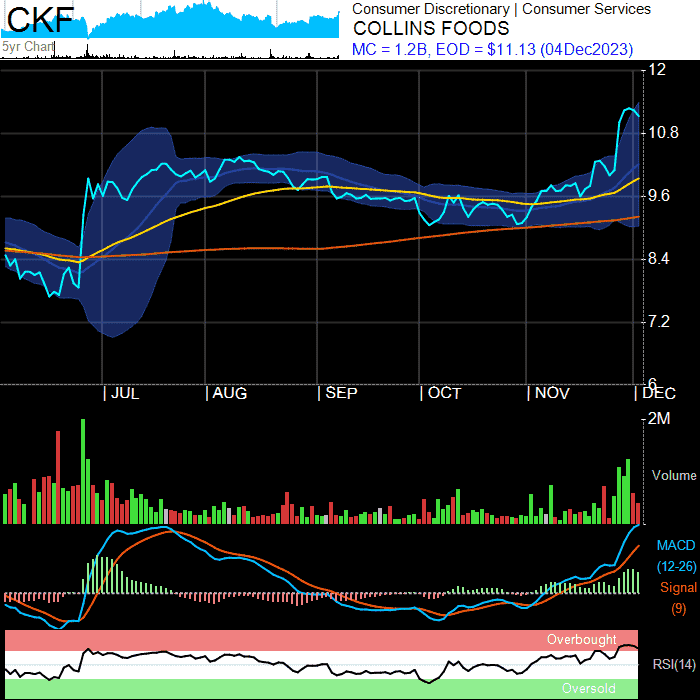 CKF
5yr Chart
Consumer Discretionary | Consumer Services
COLLINS FOODS
MC = 1.2B, EOD = $11.13 (04Dec2023)
12
10.8
9.6
8.4
7.2
6
JUL AUG SEP OCT NOV DEC
2M
Volume
MACD
(12-26)
Signal
(9)
Overbought
RSI(14)
Oversold